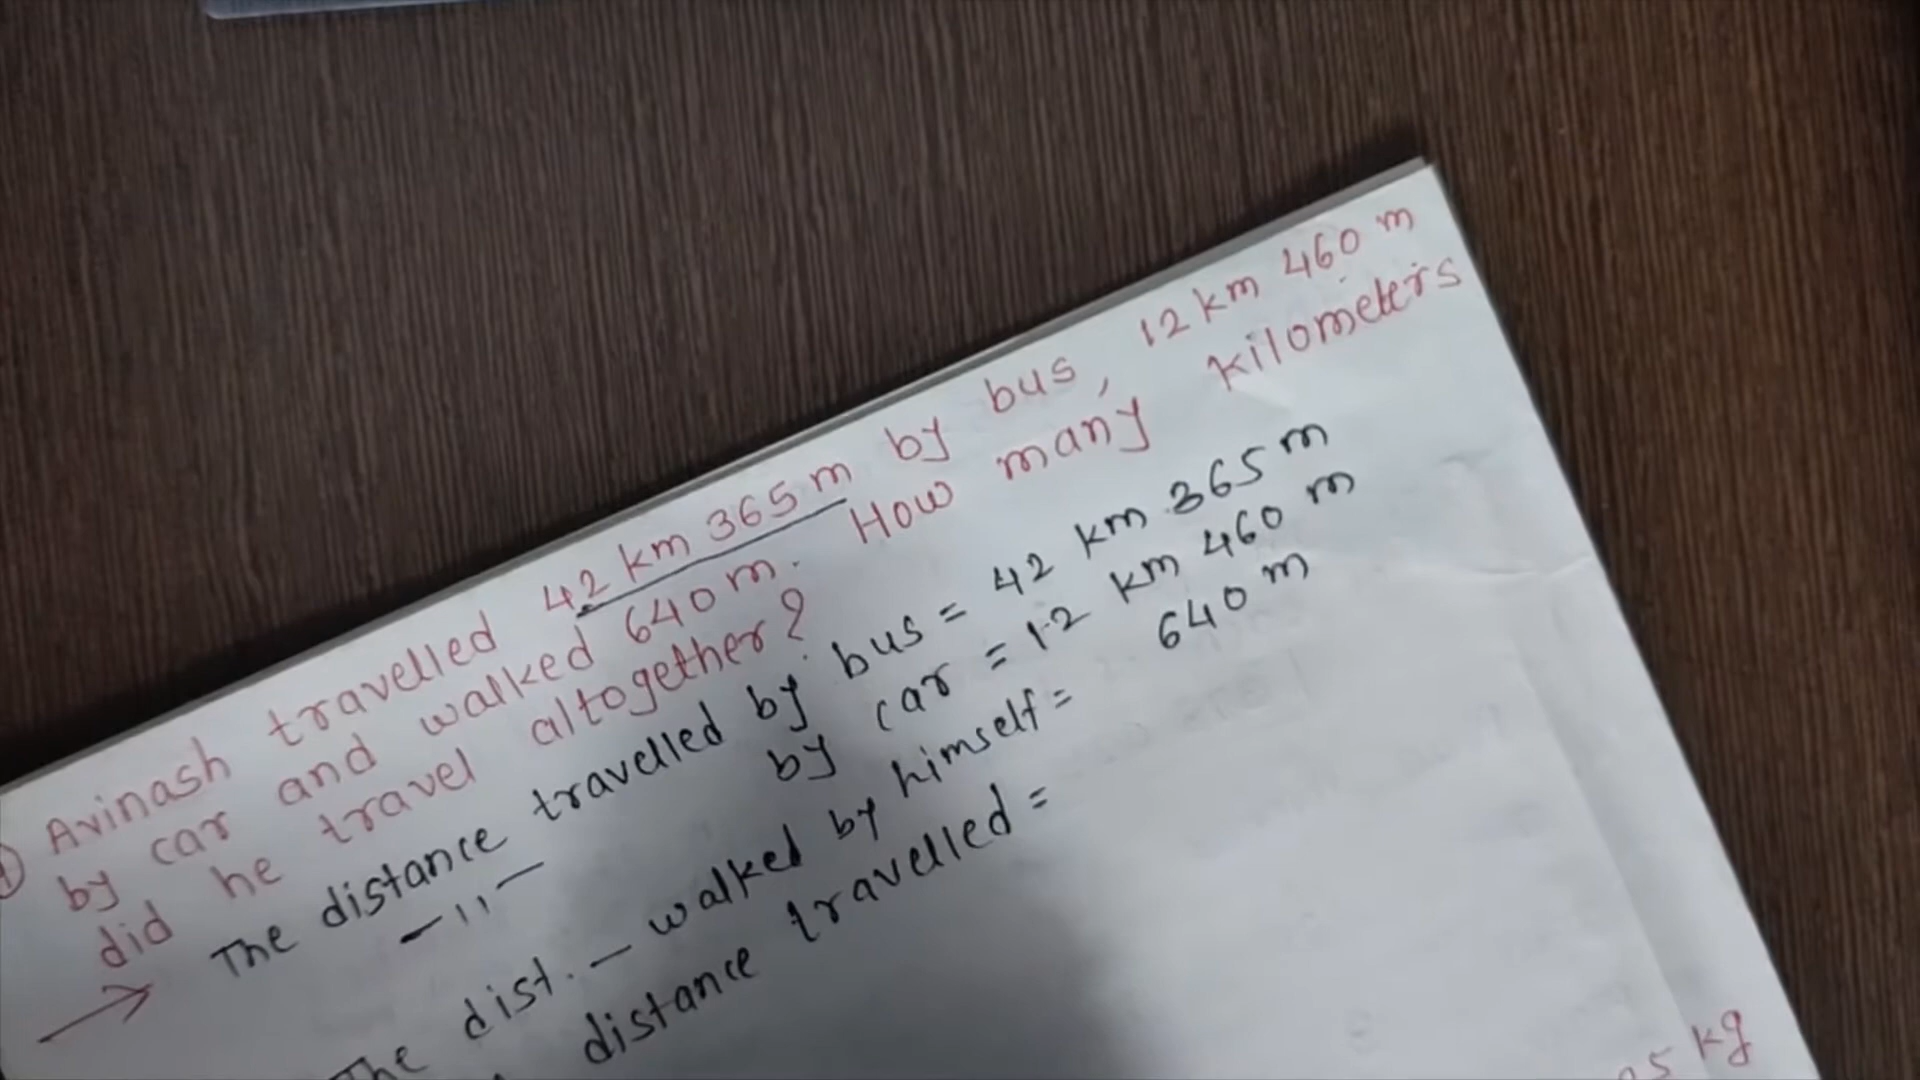 Avinash travelled 42 km 365 m by bus, 12 km 460 m
by car and walked 640 m. How many kilometers
did he travel altogether?
The distance travelled by bus = 42 km 365 m
—11— by car = 12 km 460 m
The dist. — walked by himself = 640 m
distance travelled =
kg